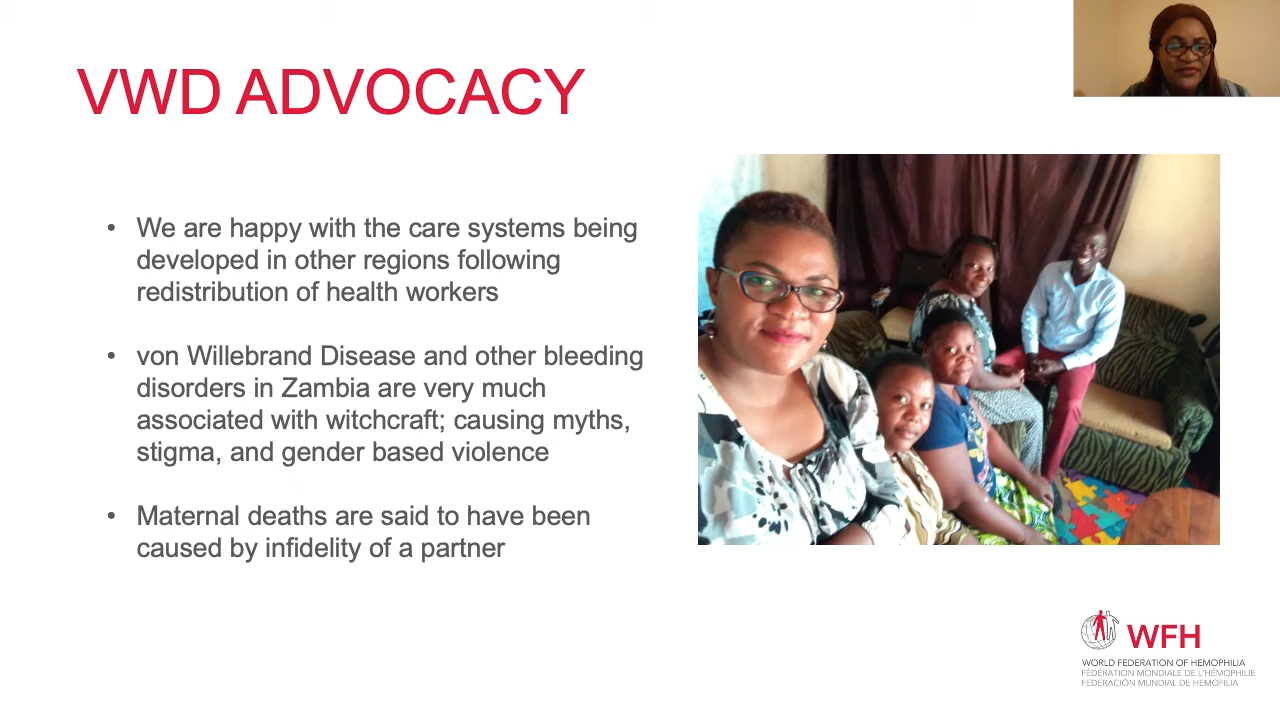 VWD ADVOCACY
• We are happy with the care systems being
developed in other regions following
redistribution of health workers
• von Willebrand Disease and other bleeding
disorders in Zambia are very much
associated with witchcraft; causing myths,
stigma, and gender based violence
• Maternal deaths are said to have been
caused by infidelity of a partner
WFH
WORLD FEDERATION OF HEMOPHILIA
FÉDÉRATION MONDIALE DE L'HÉMOPHILIE
FEDERACIÓN MUNDIAL DE HEMOFILIA